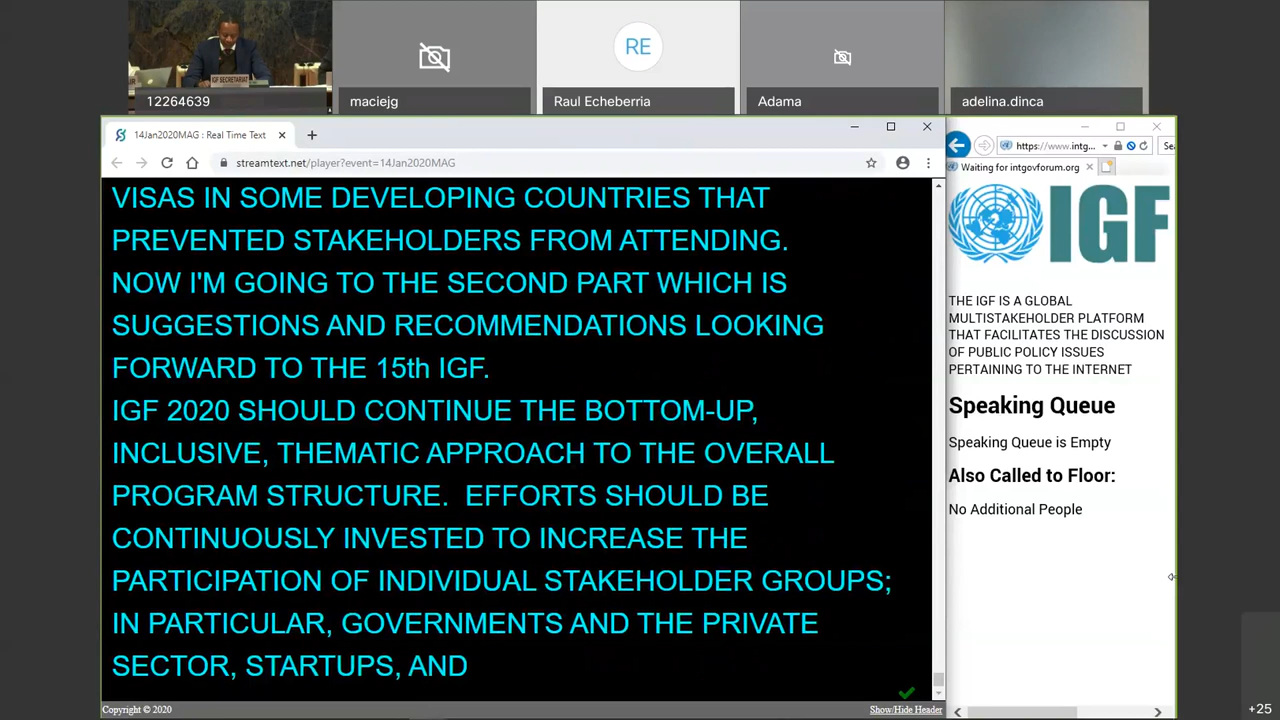 IGF SECRETARIAT
12264639
maciejg
RE
Raul Echeberria
Adama
adelina.dinca
14Jan2020MAG : Real Time Text
streamtext.net/player?event=14Jan2020MAG
VISAS IN SOME DEVELOPING COUNTRIES THAT
PREVENTED STAKEHOLDERS FROM ATTENDING.
NOW I'M GOING TO THE SECOND PART WHICH IS
SUGGESTIONS AND RECOMMENDATIONS LOOKING
FORWARD TO THE 15th IGF.
IGF 2020 SHOULD CONTINUE THE BOTTOM-UP,
INCLUSIVE, THEMATIC APPROACH TO THE OVERALL
PROGRAM STRUCTURE.  EFFORTS SHOULD BE
CONTINUOUSLY INVESTED TO INCREASE THE
PARTICIPATION OF INDIVIDUAL STAKEHOLDER GROUPS;
IN PARTICULAR, GOVERNMENTS AND THE PRIVATE
SECTOR, STARTUPS, AND
Copyright © 2020
Show/Hide Header
https://www.intg...
Sea
Waiting for intgovforum.org
IGF
THE IGF IS A GLOBAL
MULTISTAKEHOLDER PLATFORM
THAT FACILITATES THE DISCUSSION
OF PUBLIC POLICY ISSUES
PERTAINING TO THE INTERNET
Speaking Queue
Speaking Queue is Empty
Also Called to Floor:
No Additional People
+25